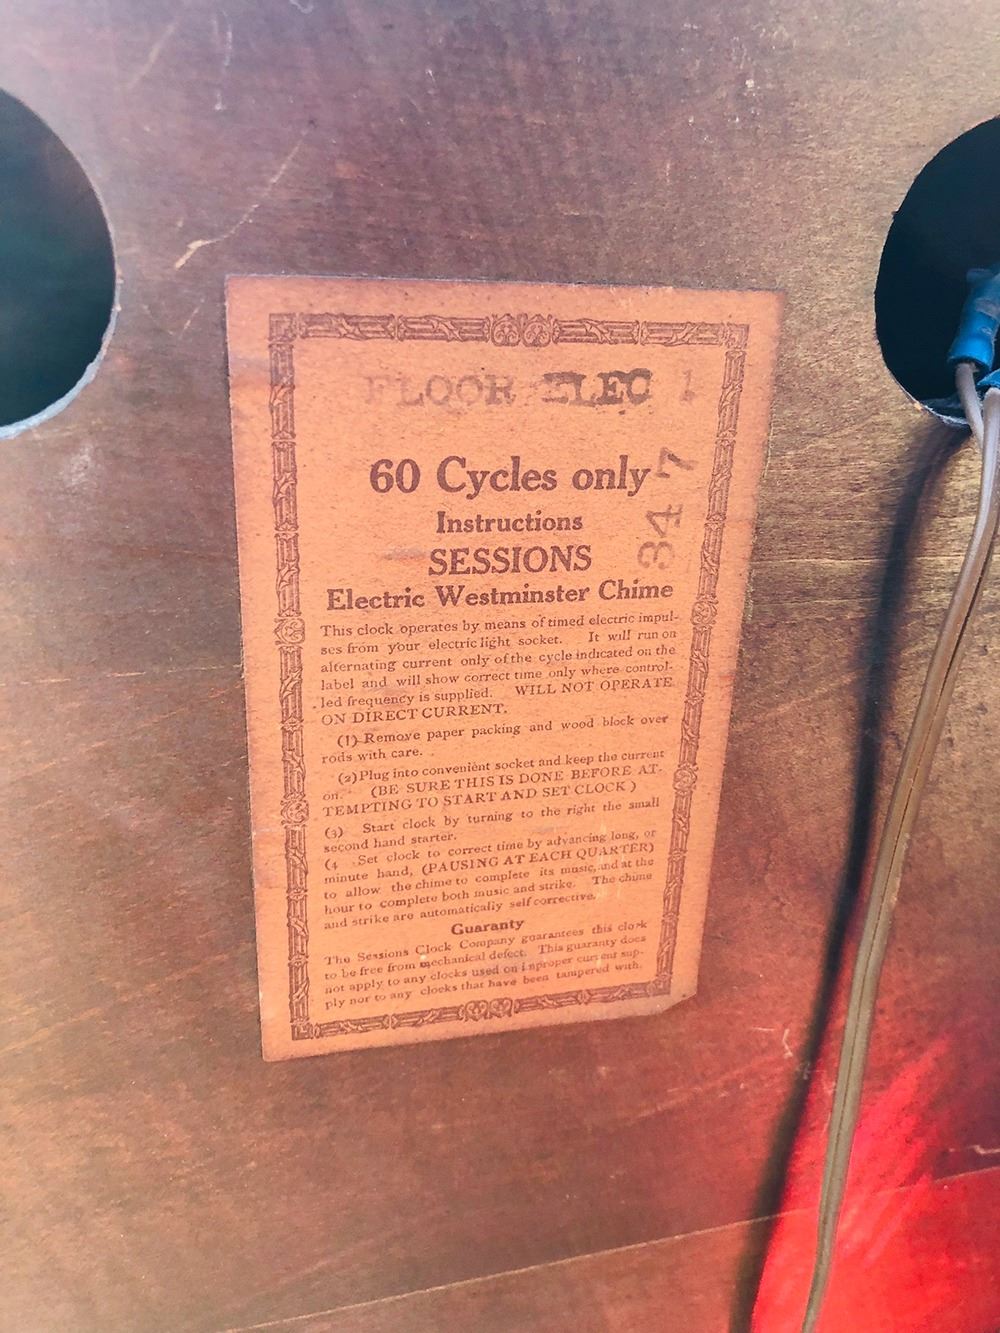 FLOOR ELEC 1
3447
60 Cycles only
Instructions
SESSIONS
Electric Westminster Chime
This clock operates by means of timed electric impul-
ses from your electric light socket. It will run on
alternating current only of the cycle indicated on the
label and will show correct time only where control-
led frequency is supplied. WILL NOT OPERATE
ON DIRECT CURRENT.
(1) Remove paper packing and wood block over
rods with care.
(2) Plug into convenient socket and keep the current
on. (BE SURE THIS IS DONE BEFORE AT-
TEMPTING TO START AND SET CLOCK )
(3) Start clock by turning to the right the small
second hand starter.
(4 Set clock to correct time by advancing long, or
minute hand, (PAUSING AT EACH QUARTER)
to allow the chime to complete its music, and at the
hour to complete both music and strike. The chime
and strike are automatically self corrective.
Guaranty
The Sessions Clock Company guarantees this clock
to be free from mechanical defect. This guaranty does
not apply to any clocks used on improper current sup-
ply nor to any clocks that have been tampered with.